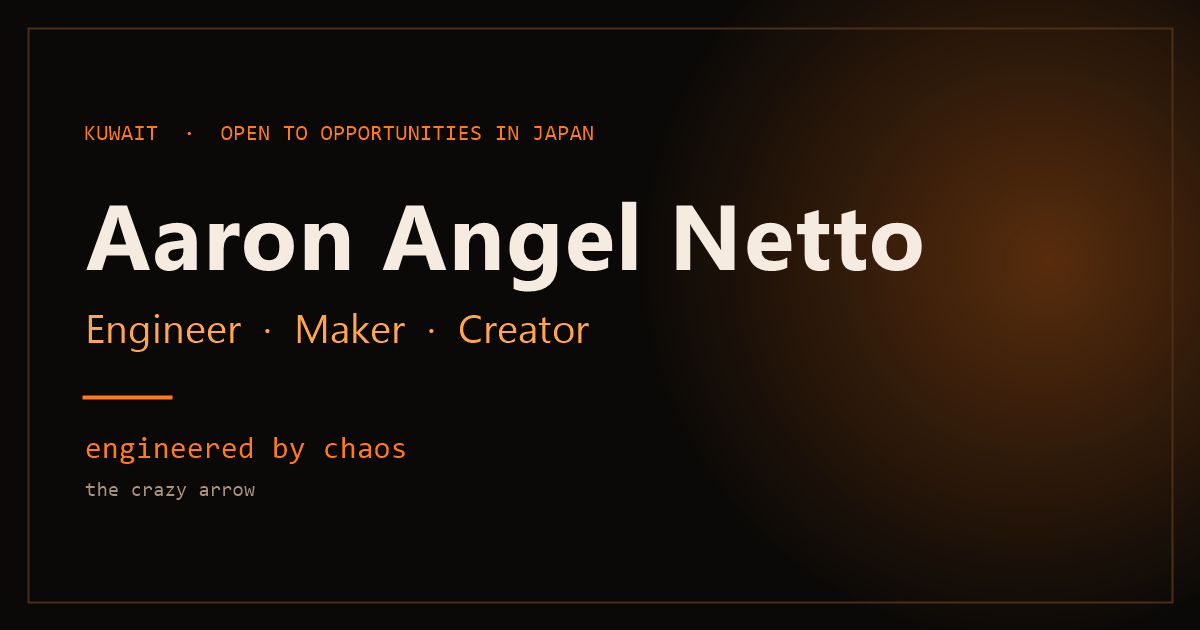 KUWAIT · OPEN TO OPPORTUNITIES IN JAPAN
Aaron Angel Netto
Engineer · Maker · Creator
engineered by chaos
the crazy arrow